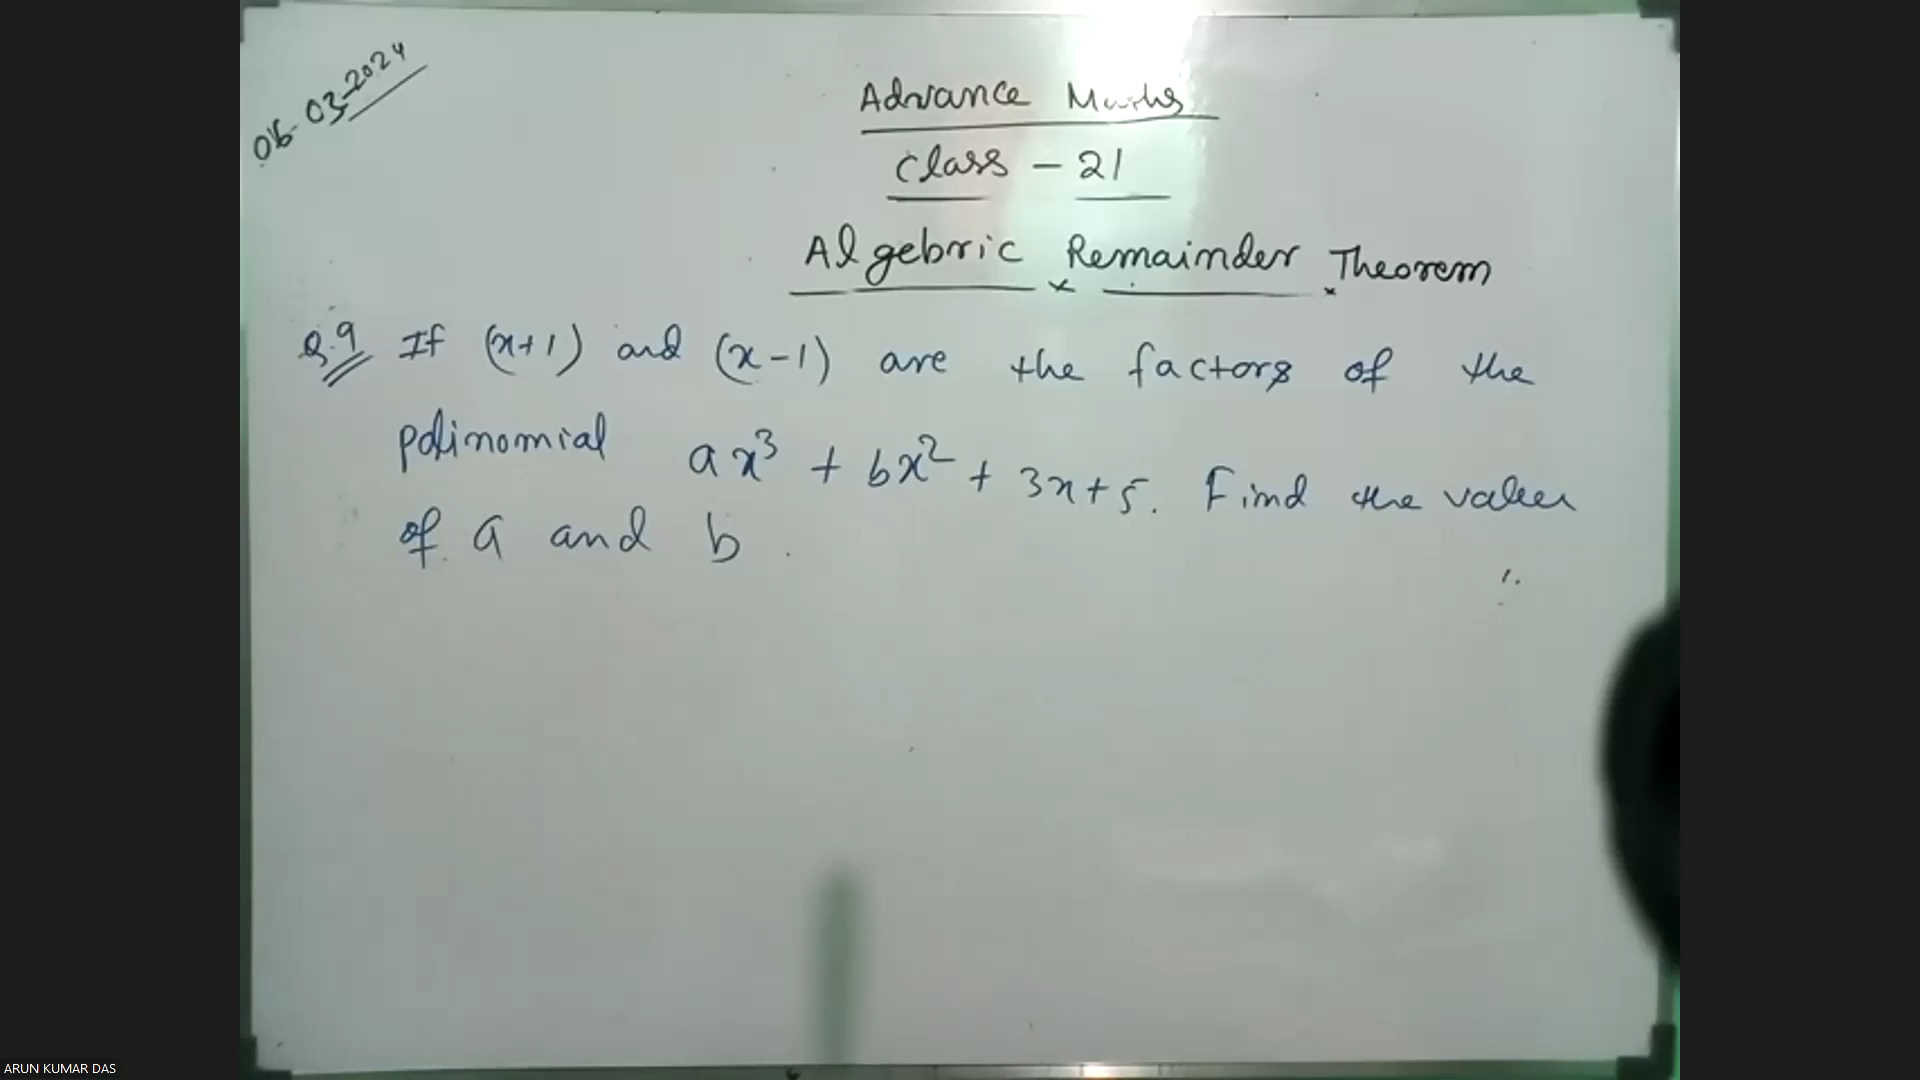 06-03-2024
Advance Maths
Class - 21
Algebric Remainder Theorem
Q.9 If (x+1) and (x-1) are the factors of the
polinomial ax³ + bx² + 3x+5. Find the value
of a and b.
ARUN KUMAR DAS